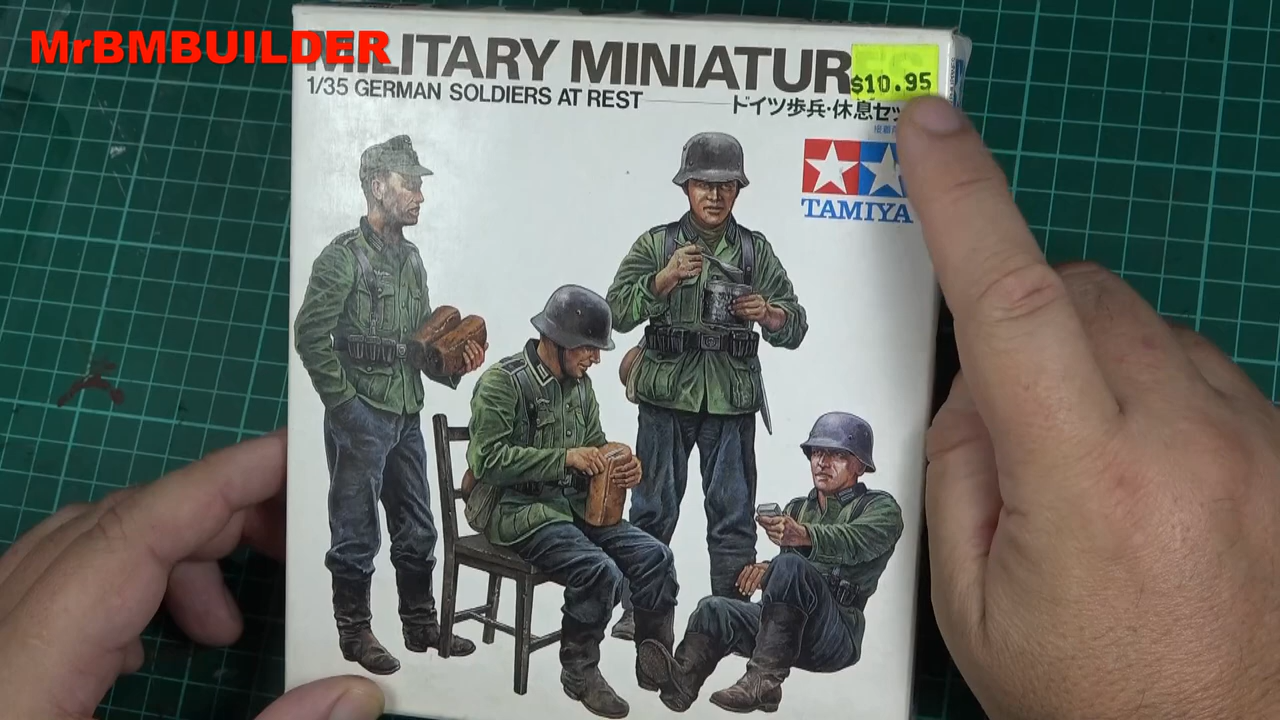 MrBMBUILDER
MILITARY MINIATUR
$10.95
1/35 GERMAN SOLDIERS AT REST
ドイツ歩兵・休息セッ
TAMIYA